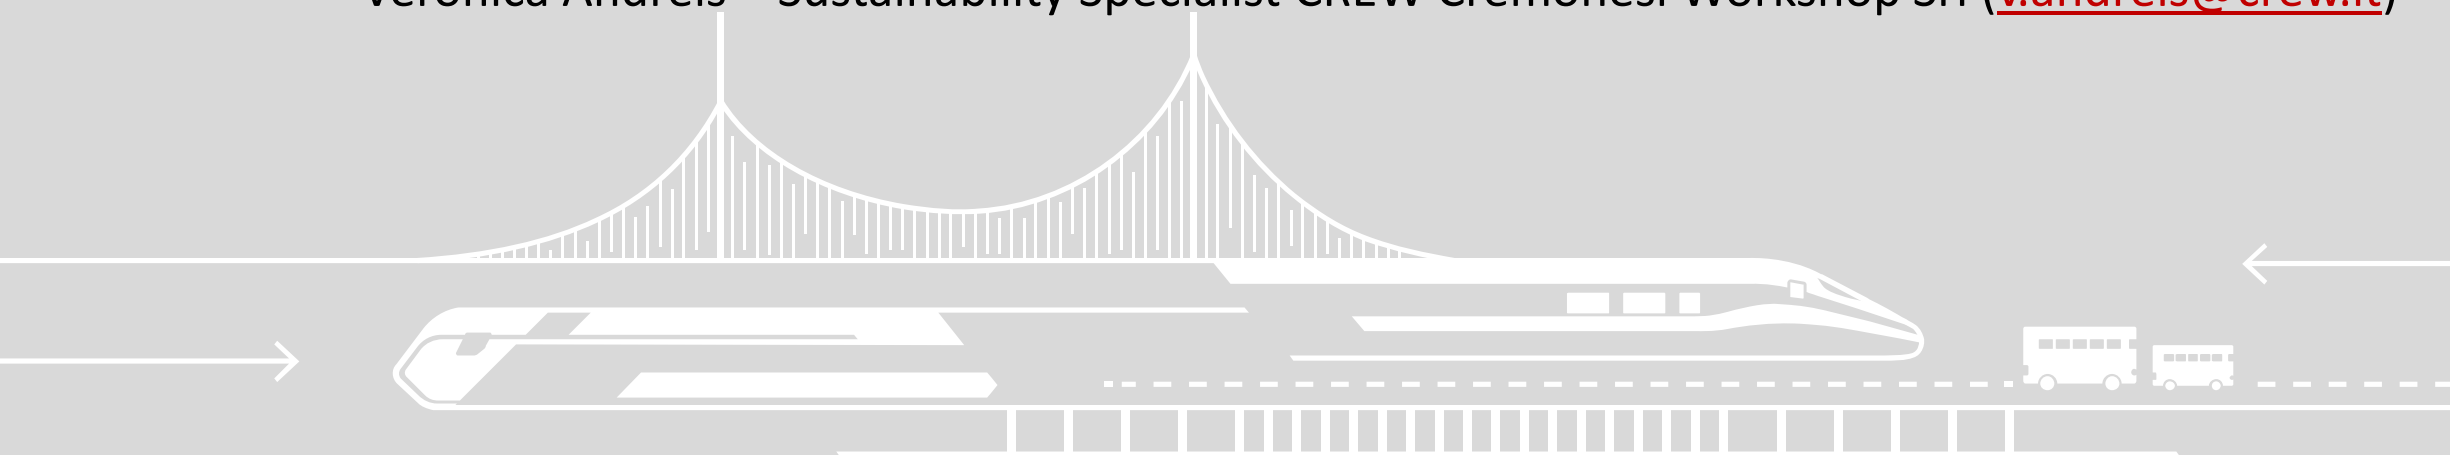 Veronica Andreis – Sustainability Specialist CREW Cremonesi Workshop Srl (v.andreis@crew.it)